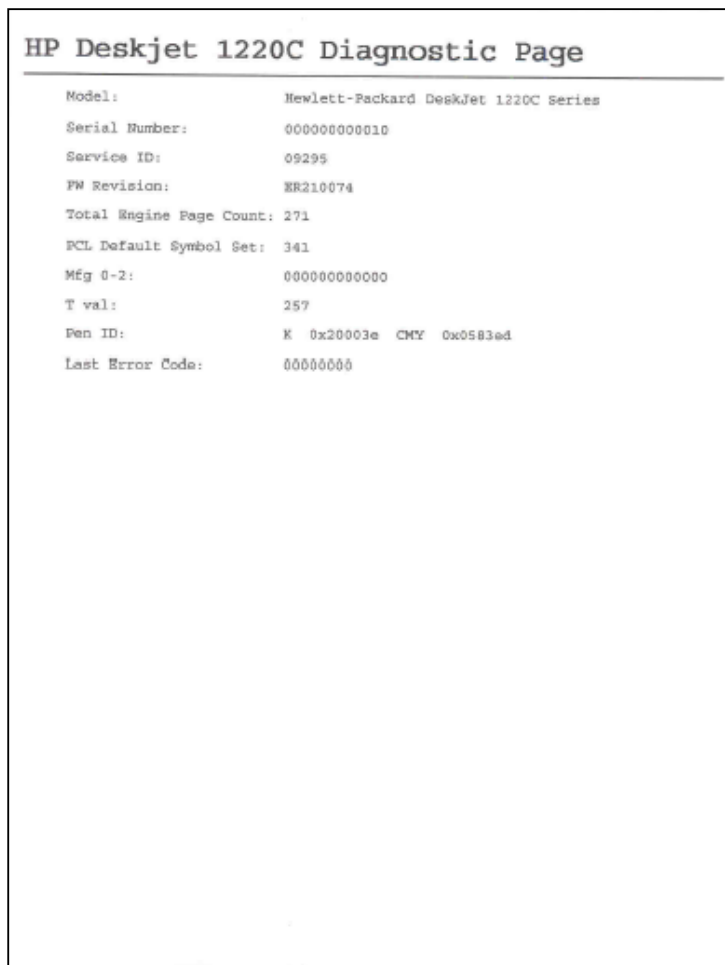 HP Deskjet 1220C Diagnostic Page
Model: Hewlett-Packard DeskJet 1220C Series
Serial Number: 000000000010
Service ID: 09295
FW Revision: ER210074
Total Engine Page Count: 271
PCL Default Symbol Set: 341
Mfg 0-2: 000000000000
T val: 257
Pen ID: K 0x20003e CMY 0x0583ed
Last Error Code: 00000000